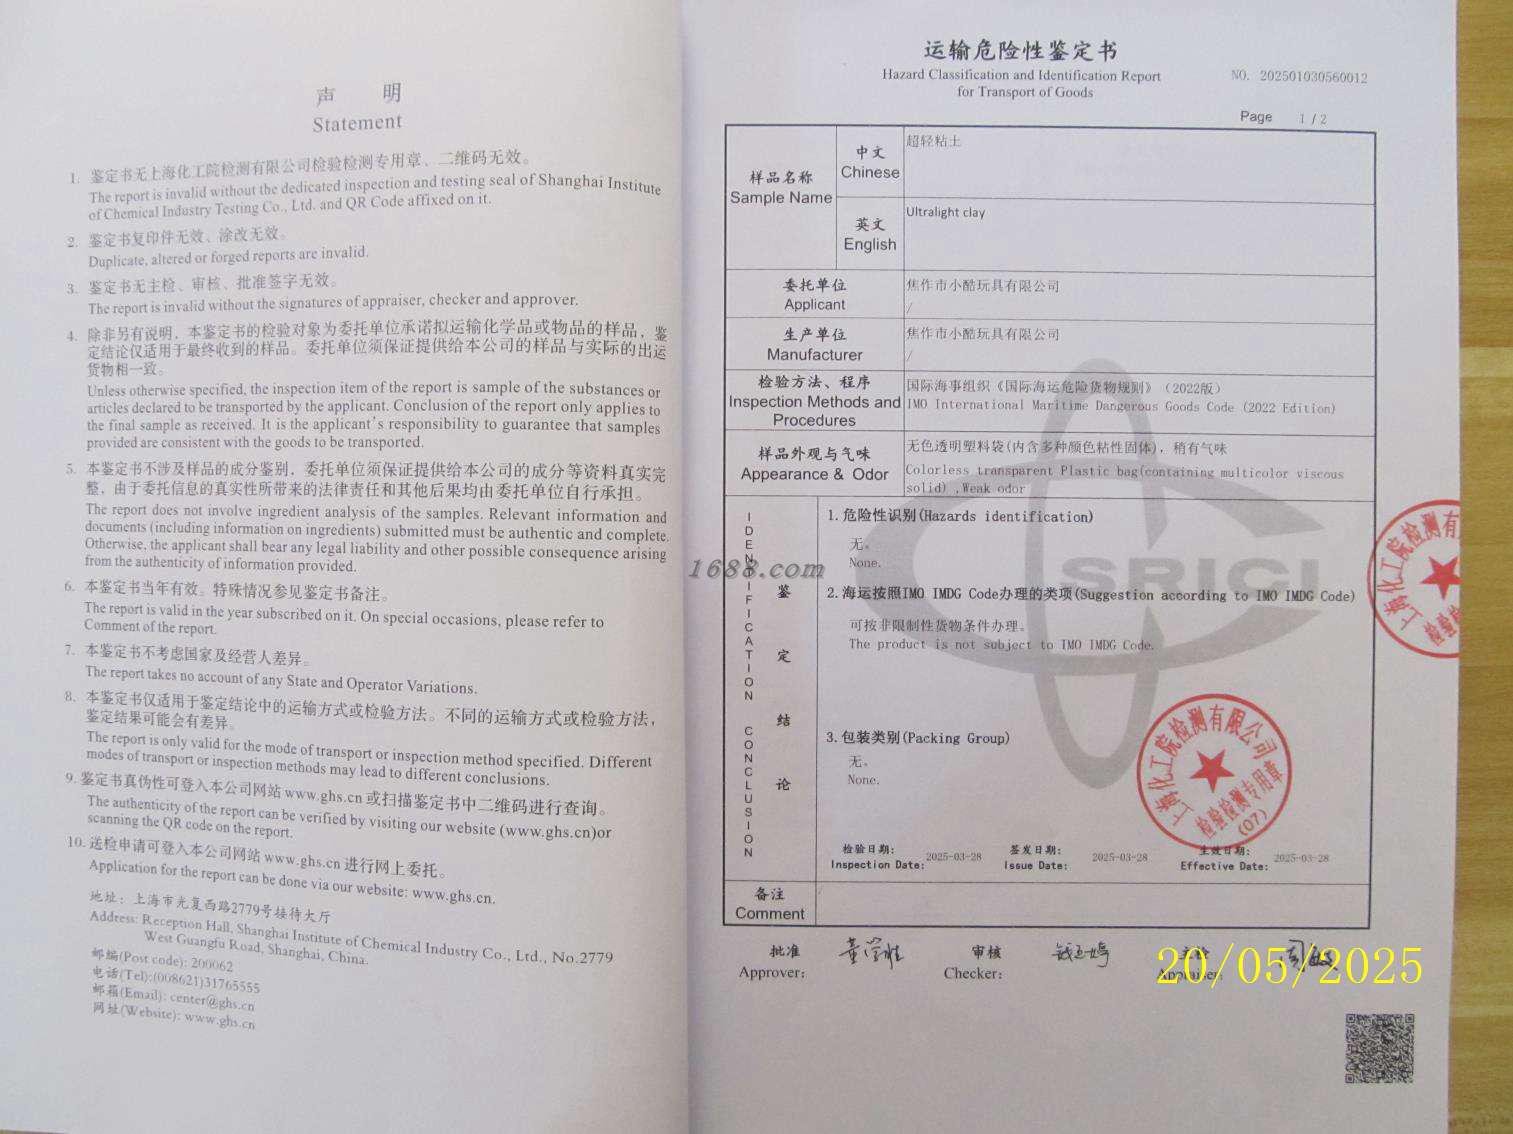 声 明
Statement
1. 鉴定书无上海化工院检测有限公司检验检测专用章、二维码无效。
The report is invalid without the dedicated inspection and testing seal of Shanghai Institute
of Chemical Industry Testing Co., Ltd. and QR Code affixed on it.
2. 鉴定书复印件无效、涂改无效。
Duplicate, altered or forged reports are invalid.
3. 鉴定书无主检、审核、批准签字无效。
The report is invalid without the signatures of appraiser, checker and approver.
4. 除非另有说明，本鉴定书的检验对象为委托单位承诺拟运输化学品或物品的样品，鉴
定结论仅适用于最终收到的样品。委托单位须保证提供给本公司的样品与实际的出运
货物相一致。
Unless otherwise specified, the inspection item of the report is sample of the substances or
articles declared to be transported by the applicant. Conclusion of the report only applies to
the final sample as received. It is the applicant's responsibility to guarantee that samples
provided are consistent with the goods to be transported.
5. 本鉴定书不涉及样品的成分鉴别，委托单位须保证提供给本公司的成分等资料真实完
整，由于委托信息的真实性所带来的法律责任和其他后果均由委托单位自行承担。
The report does not involve ingredient analysis of the samples. Relevant information and
documents (including information on ingredients) submitted must be authentic and complete.
Otherwise, the applicant shall bear any legal liability and other possible consequence arising
from the authenticity of information provided.
6. 本鉴定书当年有效。特殊情况参见鉴定书备注。
The report is valid in the year subscribed on it. On special occasions, please refer to
Comment of the report.
7. 本鉴定书不考虑国家及经营人差异。
The report takes no account of any State and Operator Variations.
8. 本鉴定书仅适用于鉴定结论中的运输方式或检验方法。不同的运输方式或检验方法，
鉴定结果可能会有差异。
The report is only valid for the mode of transport or inspection method specified. Different
modes of transport or inspection methods may lead to different conclusions.
9. 鉴定书真伪性可登入本公司网站www.ghs.cn或扫描鉴定书中二维码进行查询。
The authenticity of the report can be verified by visiting our website (www.ghs.cn)or
scanning the QR code on the report.
10. 送检申请可登入本公司网站www.ghs.cn进行网上委托。
Application for the report can be done via our website: www.ghs.cn.
地址：上海市光复西路2779号接待大厅
Address: Reception Hall, Shanghai Institute of Chemical Industry Co., Ltd., No.2779
West Guangfu Road, Shanghai, China.
邮编(Post code): 200062
电话(Tel):(008621)31765555
邮箱(Email): center@ghs.cn
网址(Website): www.ghs.cn
运输危险性鉴定书
Hazard Classification and Identification Report
for Transport of Goods
NO. 202501030560012
Page 1 / 2
样品名称
Sample Name
中文
Chinese
超轻粘土
英文
English
Ultralight clay
委托单位
Applicant
焦作市小酷玩具有限公司
/
生产单位
Manufacturer
焦作市小酷玩具有限公司
/
检验方法、程序
Inspection Methods and
Procedures
国际海事组织《国际海运危险货物规则》（2022版）
IMO International Maritime Dangerous Goods Code (2022 Edition)
样品外观与气味
Appearance & Odor
无色透明塑料袋(内含多种颜色粘性固体)，稍有气味
Colorless transparent Plastic bag(containing multicolor viscous
solid) ,Weak odor
IDENTIFICATION CONCLUSION
鉴定结论
1.危险性识别(Hazards identification)
无。
None.
2.海运按照IMO IMDG Code办理的类项(Suggestion according to IMO IMDG Code)
可按非限制性货物条件办理。
The product is not subject to IMO IMDG Code.
3.包装类别(Packing Group)
无。
None.
检验日期: 2025-03-28
Inspection Date:
签发日期: 2025-03-28
Issue Date:
生效日期: 2025-03-28
Effective Date:
备注
Comment
/
批准
Approver:
审核
Checker:
主检
Appraiser:
SRICI
上海化工院检测有限公司
检验检测专用章
(07)
上海化工院检测有
检验检
1688.com
20/05/2025